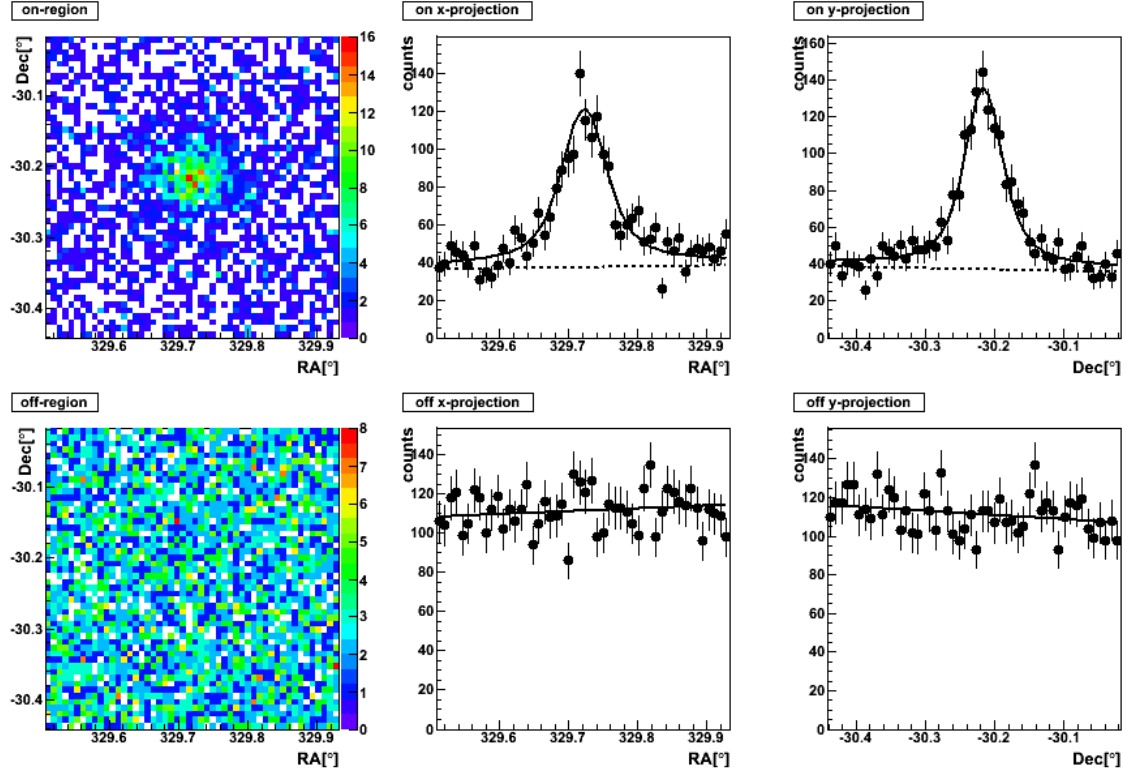 on-region
on x-projection
on y-projection
Dec[°]
-30.1
-30.2
-30.3
-30.4
329.6 329.7 329.8 329.9
RA[°]
16
14
12
10
8
6
4
2
0
counts
140
120
100
80
60
40
20
0
329.6 329.7 329.8 329.9
RA[°]
counts
160
140
120
100
80
60
40
20
0
-30.4 -30.3 -30.2 -30.1
Dec[°]
off-region
off x-projection
off y-projection
Dec[°]
-30.1
-30.2
-30.3
-30.4
329.6 329.7 329.8 329.9
RA[°]
8
7
6
5
4
3
2
1
0
counts
140
120
100
80
60
40
20
0
329.6 329.7 329.8 329.9
RA[°]
counts
140
120
100
80
60
40
20
0
-30.4 -30.3 -30.2 -30.1
Dec[°]